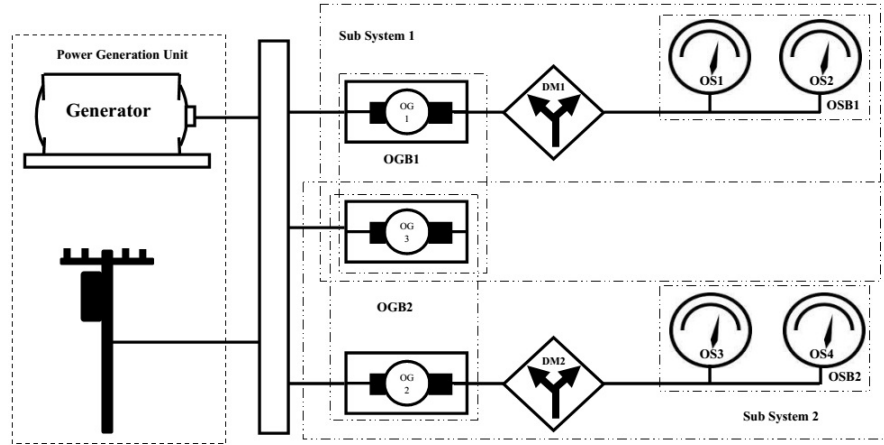 Power Generation Unit
Generator
Sub System 1
OG
1
DM1
OS1
OS2
OSB1
OGB1
OG
3
OGB2
OG
2
DM2
OS3
OS4
OSB2
Sub System 2